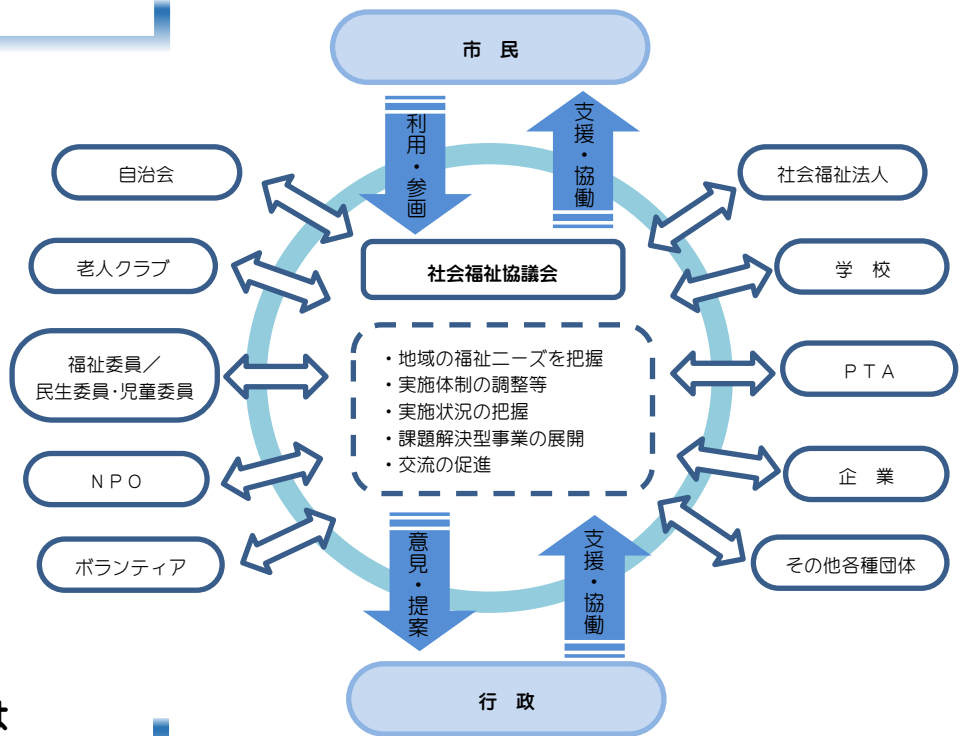 市　民
利用・参画
支援・協働
自治会
社会福祉法人
老人クラブ
社会福祉協議会
学　校
福祉委員／
民生委員・児童委員
・地域の福祉ニーズを把握
・実施体制の調整等
・実施状況の把握
・課題解決型事業の展開
・交流の促進
ＰＴＡ
ＮＰＯ
企　業
ボランティア
意見・提案
支援・協働
その他各種団体
行　政
は